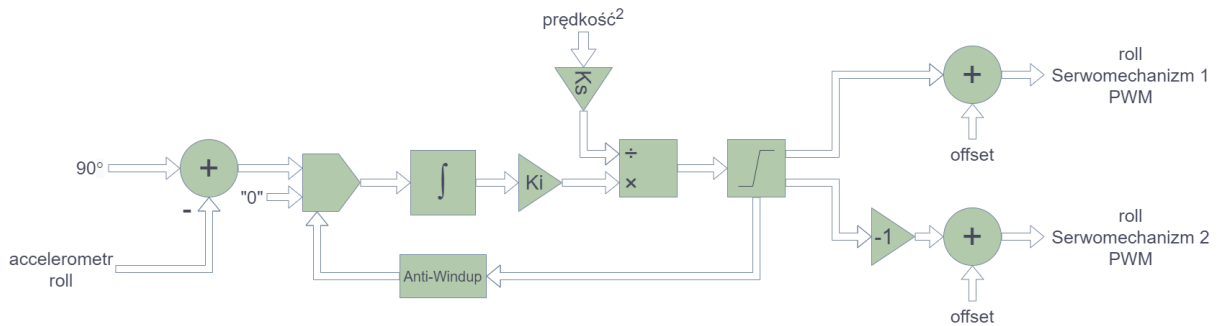 prędkość²
Ks
90°
+
-
"0"
accelerometr
roll
∫
Ki
÷
×
Anti-Windup
+
roll
Serwomechanizm 1
PWM
offset
-1
+
roll
Serwomechanizm 2
PWM
offset